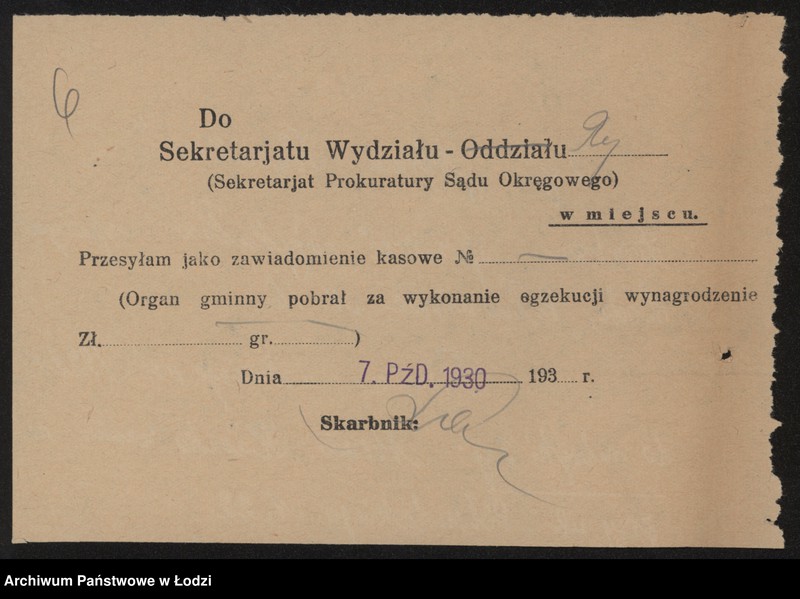 6
Do
Sekretarjatu Wydziału - Oddziału Rej
(Sekretarjat Prokuratury Sądu Okręgowego)
w miejscu.
Przesyłam jako zawiadomienie kasowe № —
(Organ gminny pobrał za wykonanie egzekucji wynagrodzenie
Zł. gr. )
Dnia 7. PŹD. 1930 193 r.
Skarbnik:
Archiwum Państwowe w Łodzi